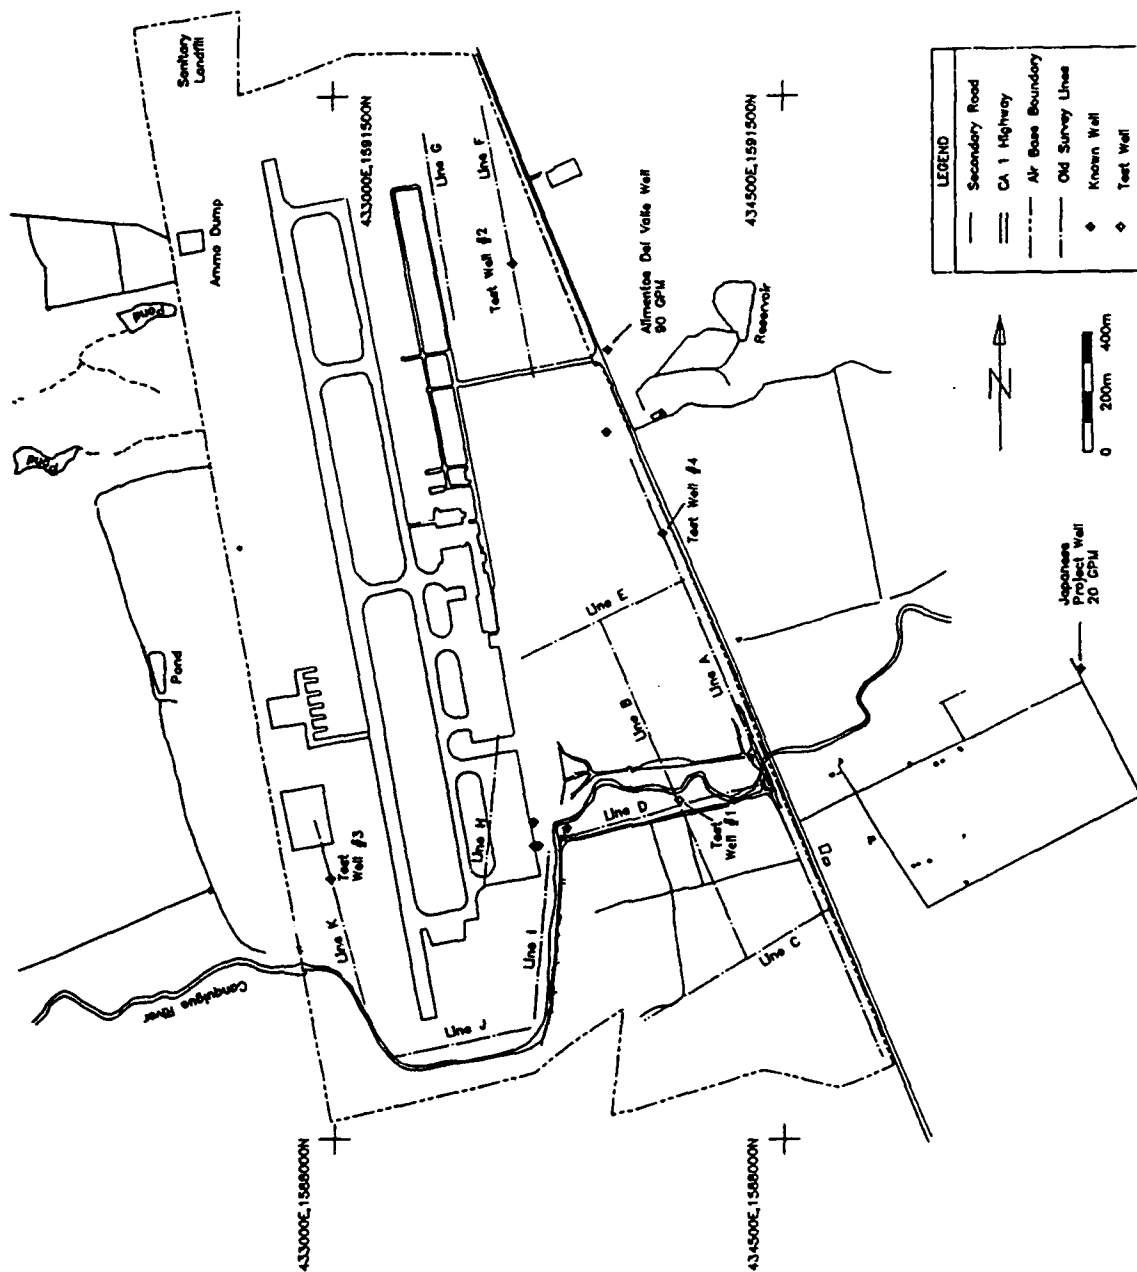 Sanitary
Landfill
Ammo Dump
Pond
Pond
Pond
433000E,1591500N
434500E,1591500N
Line G
Line F
Test Well #2
Alimentos Del Valle Well
90 GPM
Reservoir
LEGEND
Secondary Road
CA 1 Highway
Air Base Boundary
Old Survey Lines
Known Well
Test Well
N
0 200m 400m
Test Well #4
Line E
Line A
Line B
Japanese
Project Well
20 GPM
Line D
Test
Well #1
Line H
Test
Well #3
Line K
Line I
Line C
Line J
Canquigue River
433000E,1588000N
434500E,1588000N